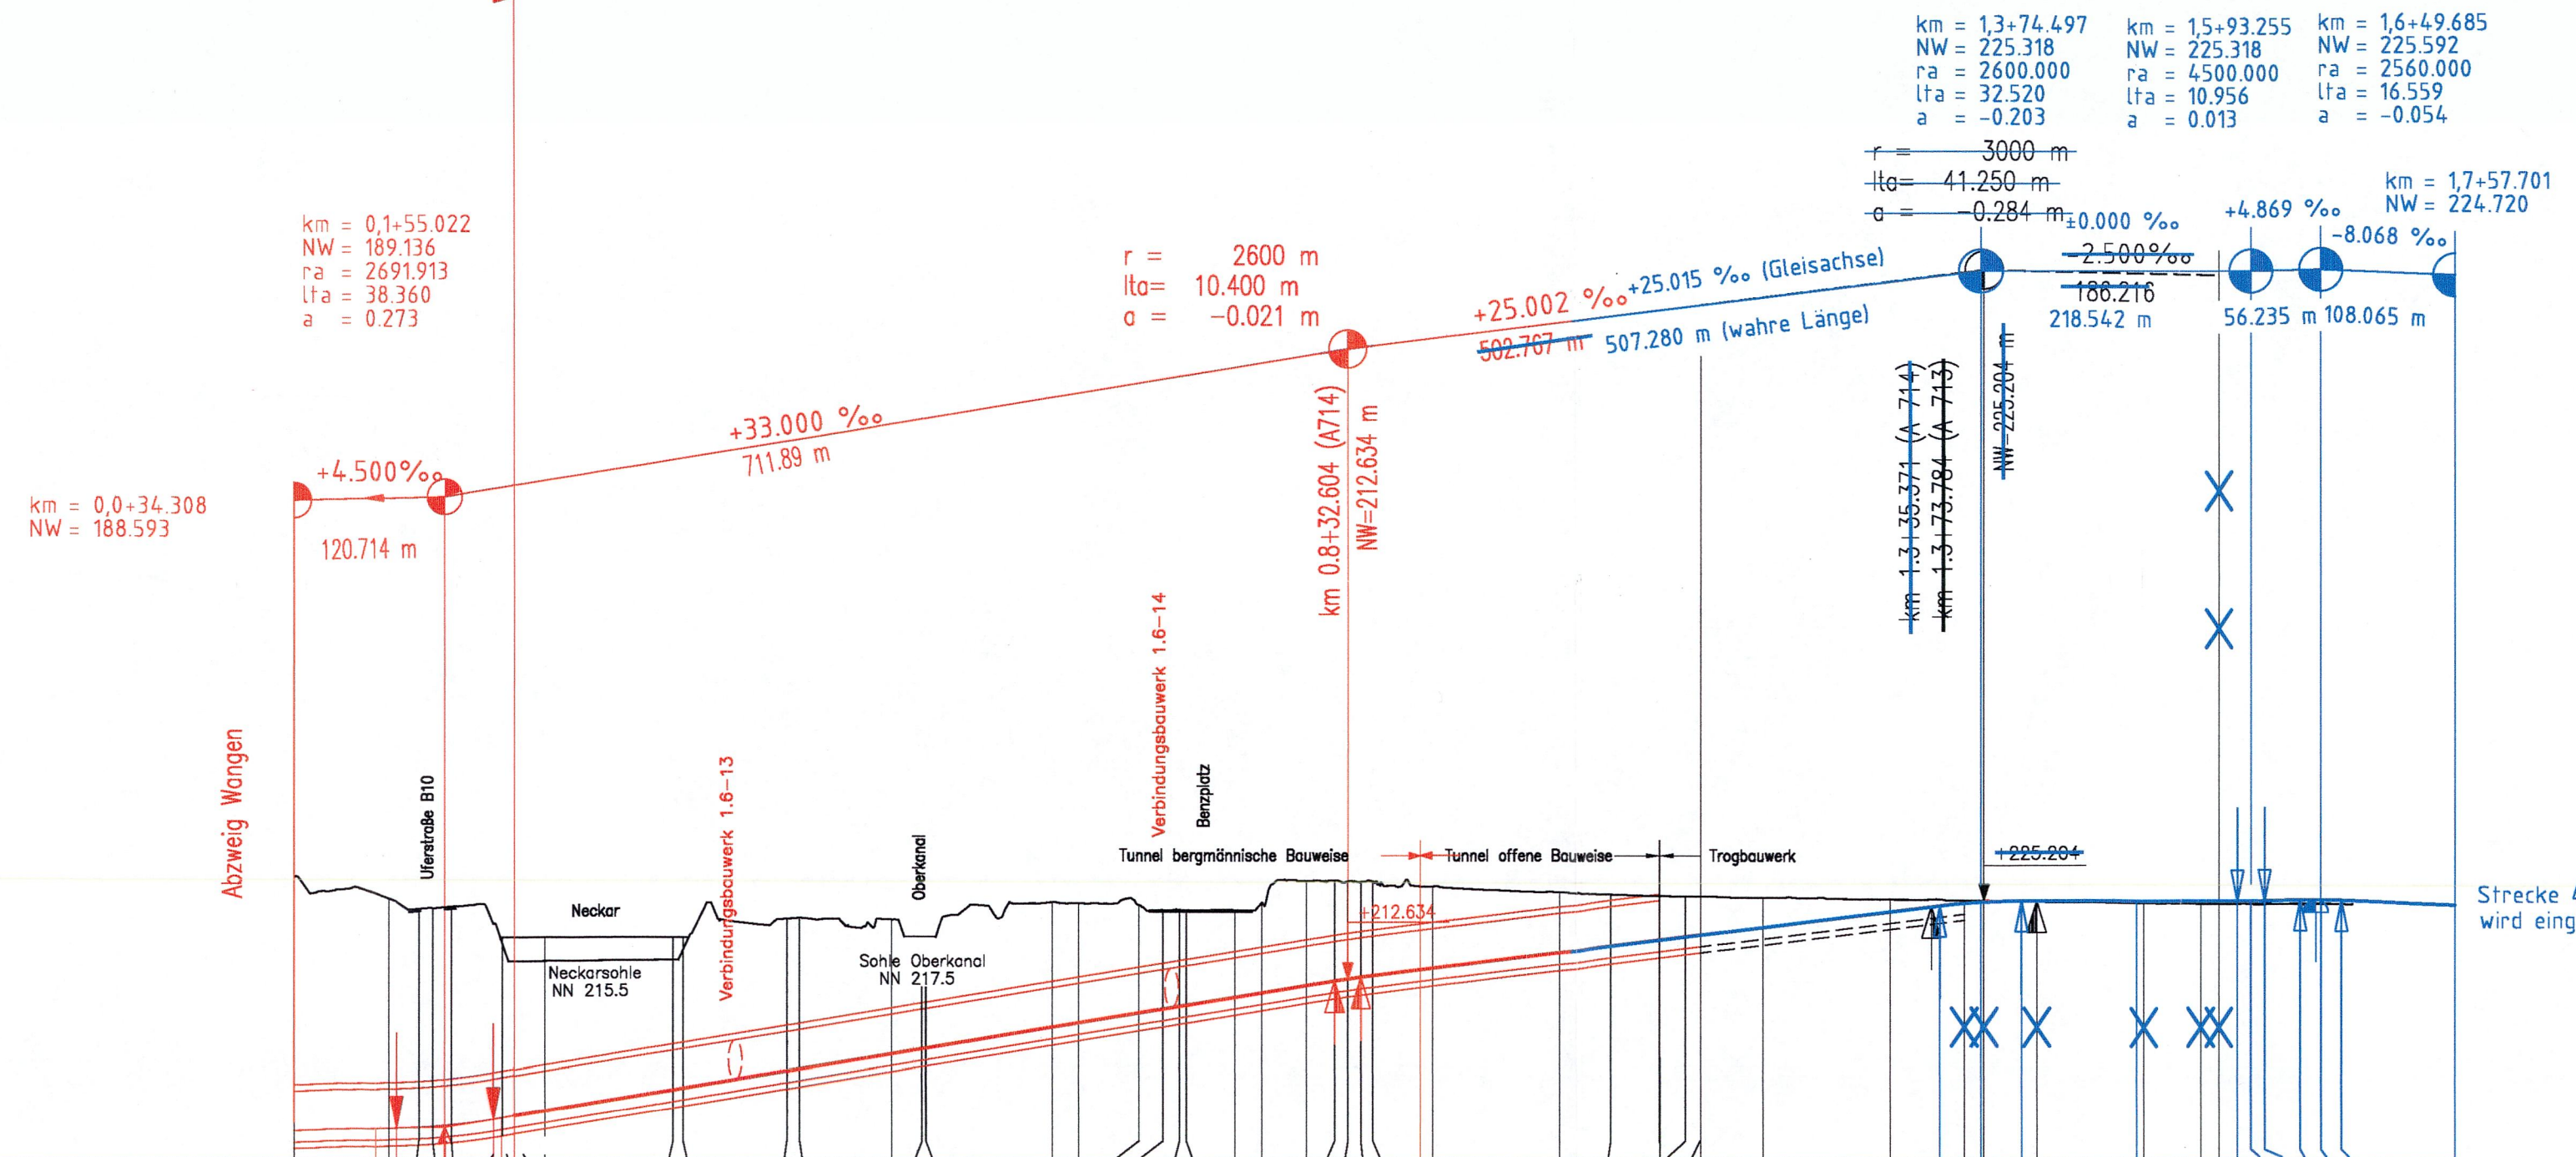 km = 1,3+74.497
NW = 225.318
ra = 2600.000
lta = 32.520
a = -0.203
km = 1,5+93.255
NW = 225.318
ra = 4500.000
lta = 10.956
a = 0.013
km = 1,6+49.685
NW = 225.592
ra = 2560.000
lta = 16.559
a = -0.054
r = 3000 m
lta= 41.250 m
a = -0.284 m
km = 1,7+57.701
NW = 224.720
±0.000 ‰
+4.869 ‰
-8.068 ‰
-2.500‰
186.216
218.542 m
56.235 m
108.065 m
km = 0,1+55.022
NW = 189.136
ra = 2691.913
lta = 38.360
a = 0.273
r = 2600 m
lta= 10.400 m
a = -0.021 m
+25.002 ‰
+25.015 ‰ (Gleisachse)
502.767 m
507.280 m (wahre Länge)
+33.000 ‰
711.89 m
+4.500‰
120.714 m
km = 0,0+34.308
NW = 188.593
km 0.8+32.604 (A714)
NW=212.634 m
km 1.3+35.371 (A 714)
km 1.3+73.784 (A 713)
NW=225.204 m
Abzweig Wangen
Uferstraße B10
Verbindungsbauwerk 1.6-13
Oberkanal
Verbindungsbauwerk 1.6-14
Benzplatz
Tunnel bergmännische Bauweise
Tunnel offene Bauweise
Trogbauwerk
+225.204
+212.634
Neckar
Neckarsohle
NN 215.5
Sohle Oberkanal
NN 217.5
Strecke
wird